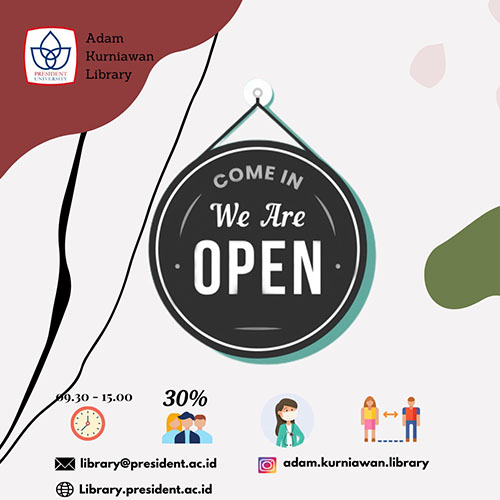 PRESIDENT
UNIVERSITY
Adam
Kurniawan
Library
COME IN
We Are
OPEN
09.30 - 15.00
30%
library@president.ac.id
adam.kurniawan.library
Library.president.ac.id